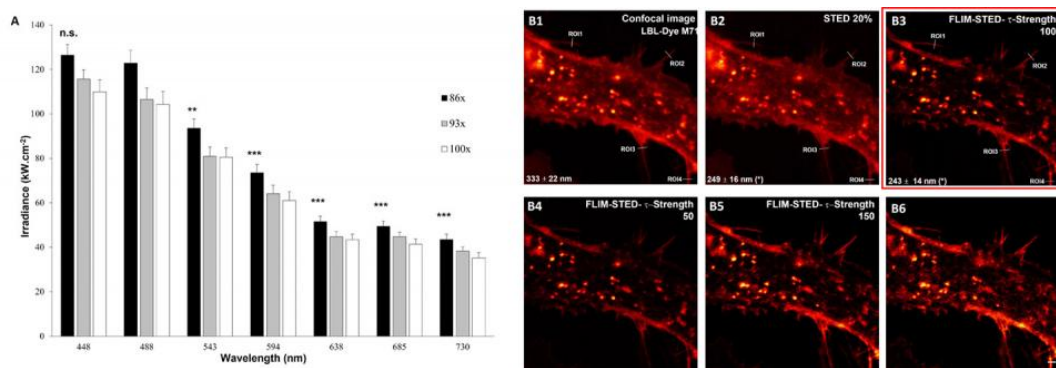 A
Irradiance (kW.cm⁻²)
140
120
100
80
60
40
20
0
n.s.
**
***
***
***
***
86x
93x
100x
448
488
543
594
638
685
730
Wavelength (nm)
B1
Confocal image
LBL-Dye M71
ROI1
ROI2
ROI3
ROI4
333 ± 22 nm
B2
STED 20%
ROI1
ROI2
ROI3
ROI4
249 ± 16 nm (*)
B3
FLIM-STED- τ-Strength
100
ROI1
ROI2
ROI3
ROI4
243 ± 14 nm (*)
B4
FLIM-STED- τ-Strength
50
B5
FLIM-STED- τ-Strength
150
B6